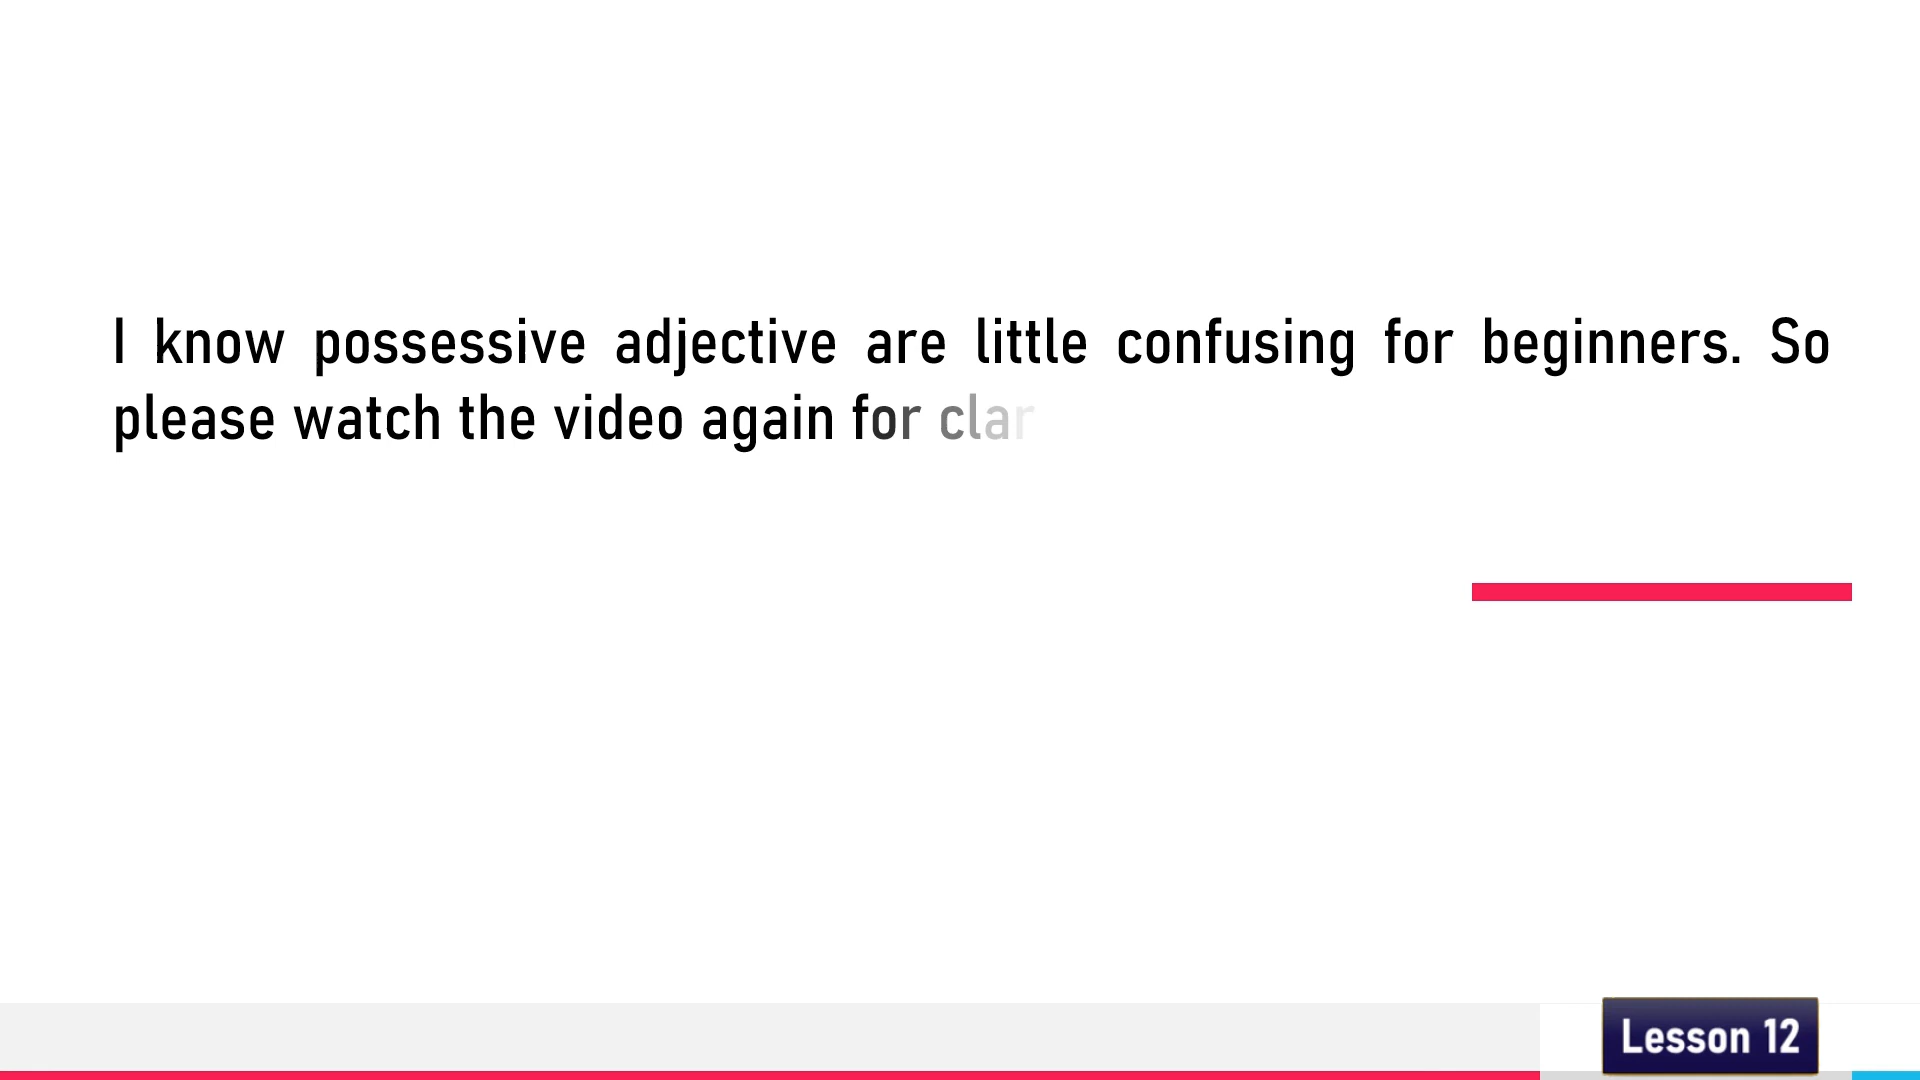 I know possessive adjective are little confusing for beginners. So
please watch the video again for clar
Lesson 12